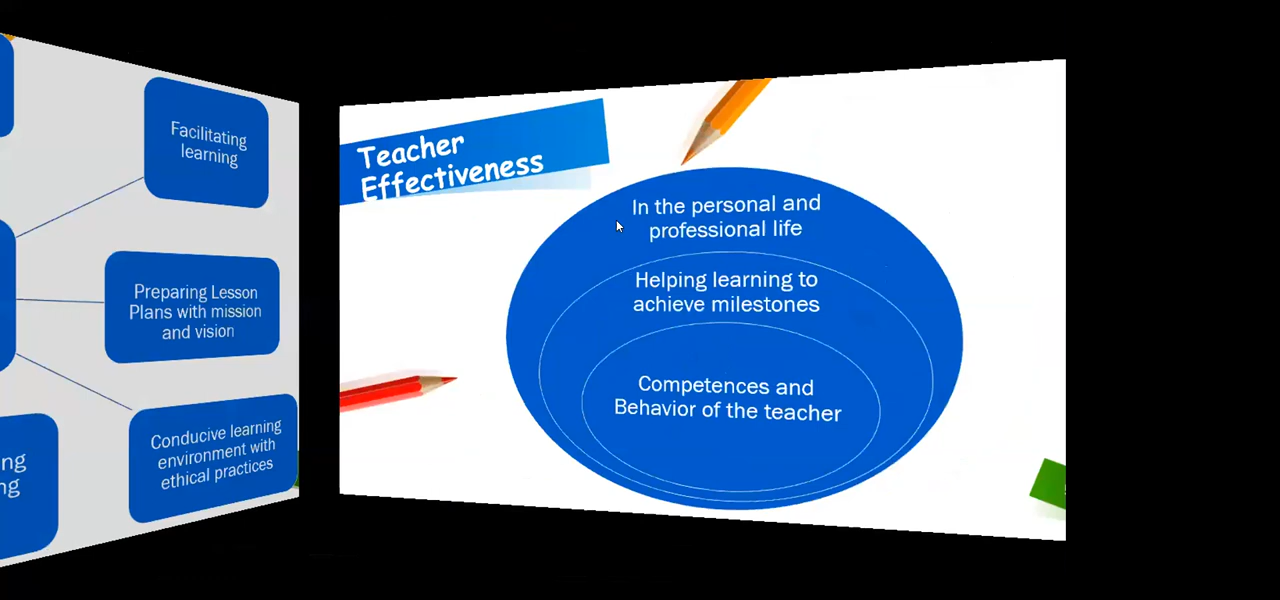 Facilitating
learning
Preparing Lesson
Plans with mission
and vision
Conducive learning
environment with
ethical practices
Teacher
Effectiveness
In the personal and
professional life
Helping learning to
achieve milestones
Competences and
Behavior of the teacher